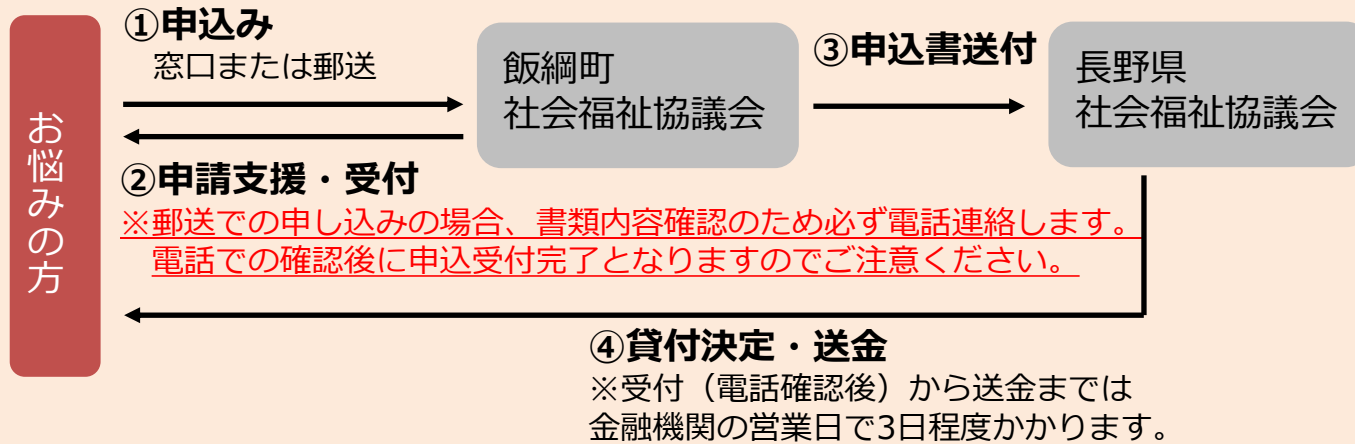 お悩みの方
①申込み
窓口または郵送
飯綱町
社会福祉協議会
③申込書送付
長野県
社会福祉協議会
②申請支援・受付
※郵送での申し込みの場合、書類内容確認のため必ず電話連絡します。
電話での確認後に申込受付完了となりますのでご注意ください。
④貸付決定・送金
※受付（電話確認後）から送金までは
金融機関の営業日で3日程度かかります。